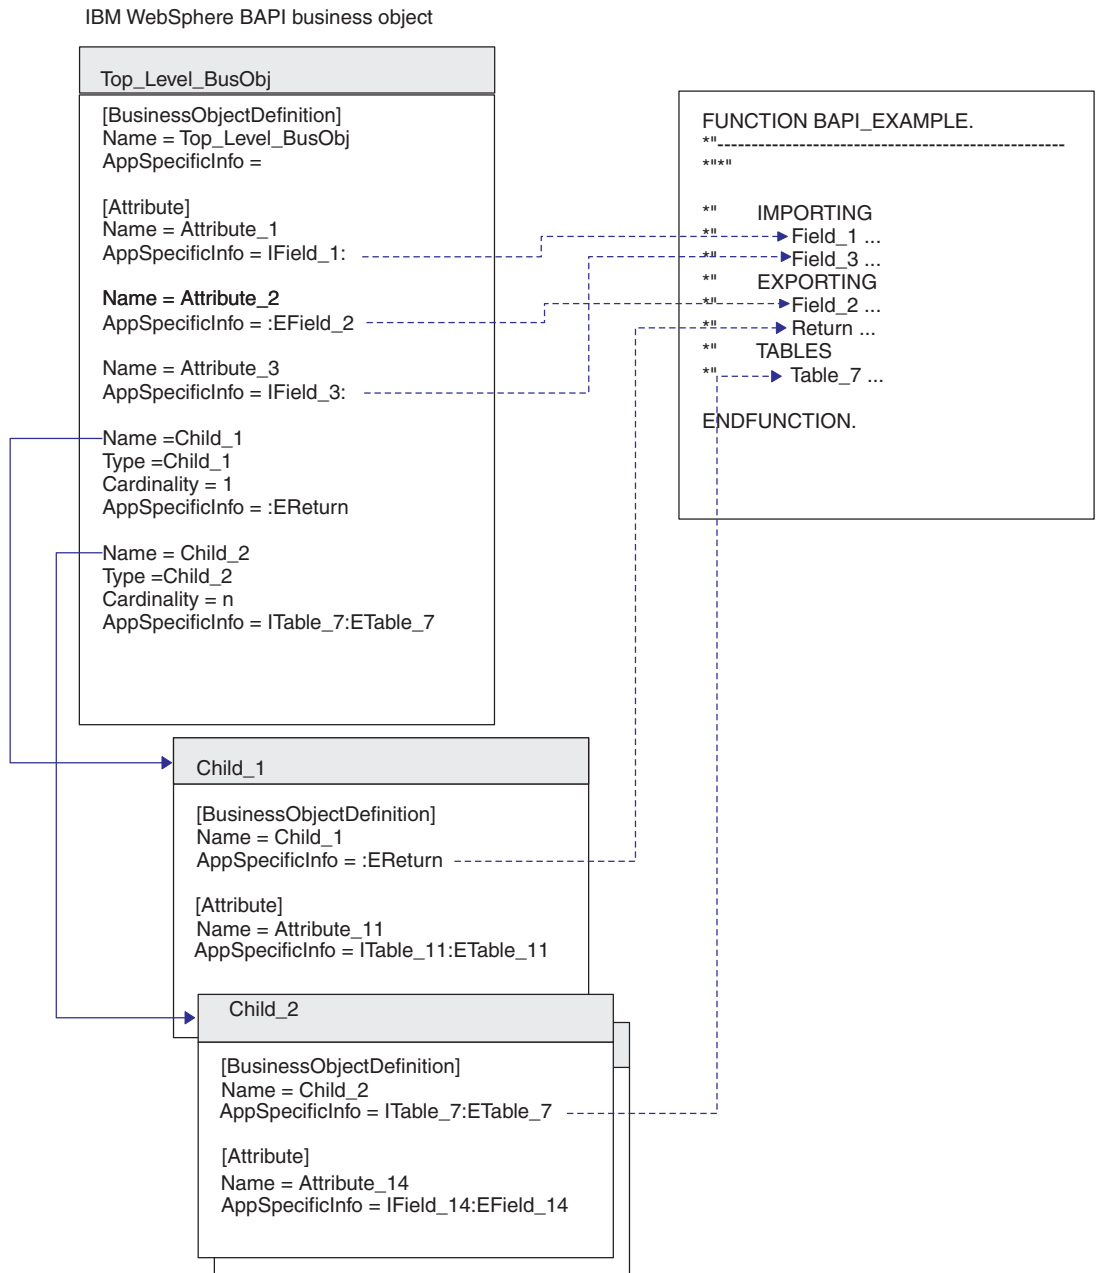 IBM WebSphere BAPI business object
Top_Level_BusObj
[BusinessObjectDefinition]
Name = Top_Level_BusObj
AppSpecificInfo =
[Attribute]
Name = Attribute_1
AppSpecificInfo = IField_1:
Name = Attribute_2
AppSpecificInfo = :EField_2
Name = Attribute_3
AppSpecificInfo = IField_3:
Name =Child_1
Type =Child_1
Cardinality = 1
AppSpecificInfo = :EReturn
Name = Child_2
Type =Child_2
Cardinality = n
AppSpecificInfo = ITable_7:ETable_7
FUNCTION BAPI_EXAMPLE.
*"---------------------------------------------------
*"*"
*" IMPORTING
*" Field_1 ...
*" Field_3 ...
*" EXPORTING
*" Field_2 ...
*" Return ...
*" TABLES
*" Table_7 ...
ENDFUNCTION.
Child_1
[BusinessObjectDefinition]
Name = Child_1
AppSpecificInfo = :EReturn
[Attribute]
Name = Attribute_11
AppSpecificInfo = ITable_11:ETable_11
Child_2
[BusinessObjectDefinition]
Name = Child_2
AppSpecificInfo = ITable_7:ETable_7
[Attribute]
Name = Attribute_14
AppSpecificInfo = IField_14:EField_14